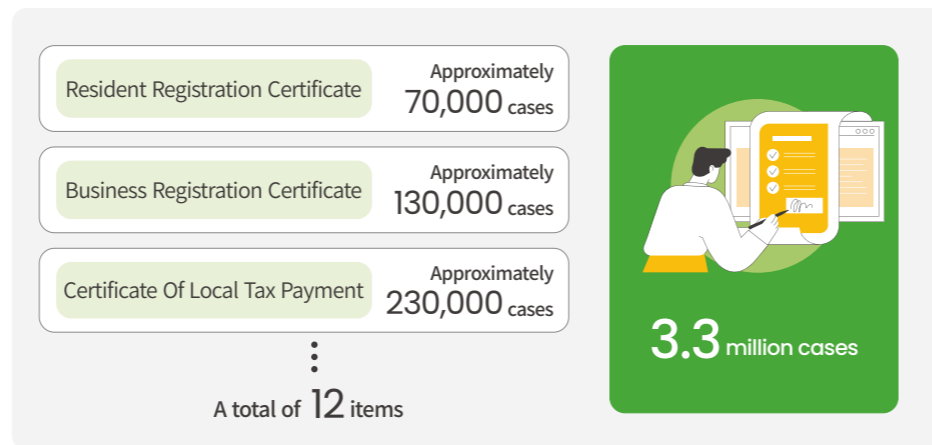 Resident Registration Certificate
Approximately
70,000 cases
Business Registration Certificate
Approximately
130,000 cases
Certificate Of Local Tax Payment
Approximately
230,000 cases
A total of 12 items
3.3 million cases